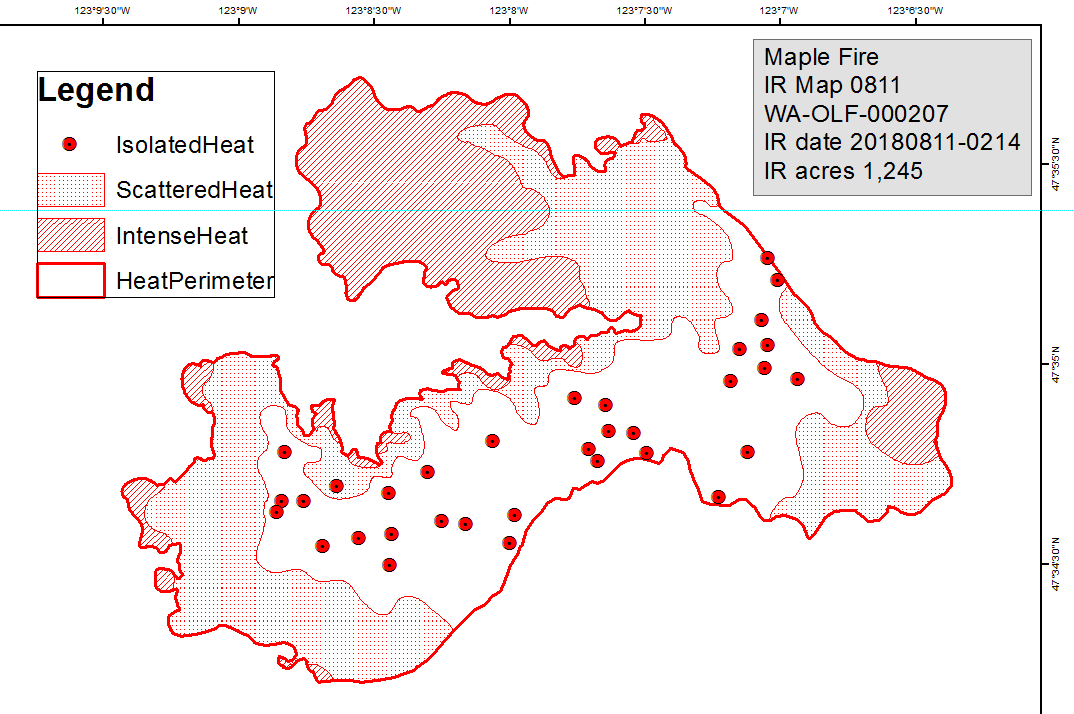 123°9'30"W
123°9'W
123°8'30"W
123°8'W
123°7'30"W
123°7'W
123°6'30"W
Legend
IsolatedHeat
ScatteredHeat
IntenseHeat
HeatPerimeter
Maple Fire
IR Map 0811
WA-OLF-000207
IR date 20180811-0214
IR acres 1,245
47°35'30"N
47°35'N
47°34'30"N